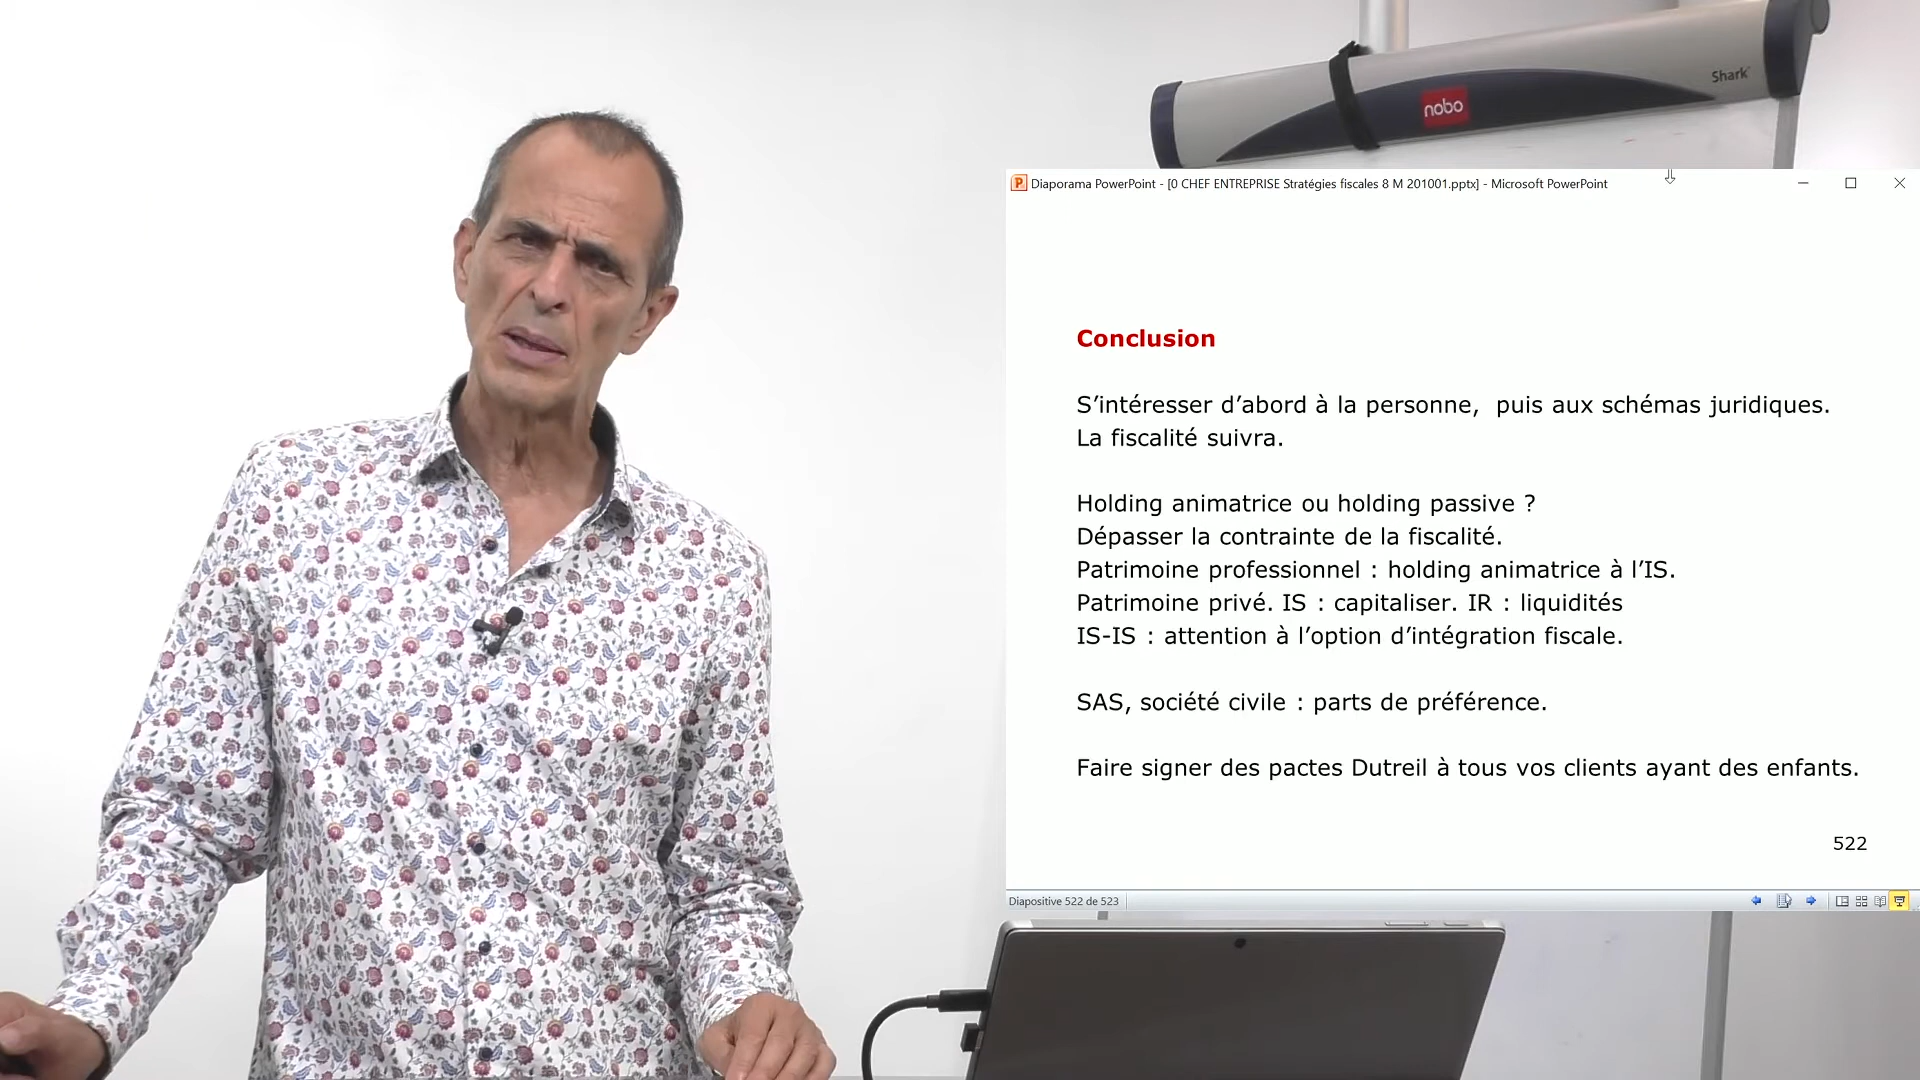 Shark
nobo
Diaporama PowerPoint - [0 CHEF ENTREPRISE Stratégies fiscales 8 M 201001.pptx] - Microsoft PowerPoint
Conclusion
S’intéresser d’abord à la personne,  puis aux schémas juridiques.
La fiscalité suivra.
Holding animatrice ou holding passive ?
Dépasser la contrainte de la fiscalité.
Patrimoine professionnel : holding animatrice à l’IS.
Patrimoine privé. IS : capitaliser. IR : liquidités
IS-IS : attention à l’option d’intégration fiscale.
SAS, société civile : parts de préférence.
Faire signer des pactes Dutreil à tous vos clients ayant des enfants.
522
Diapositive 522 de 523